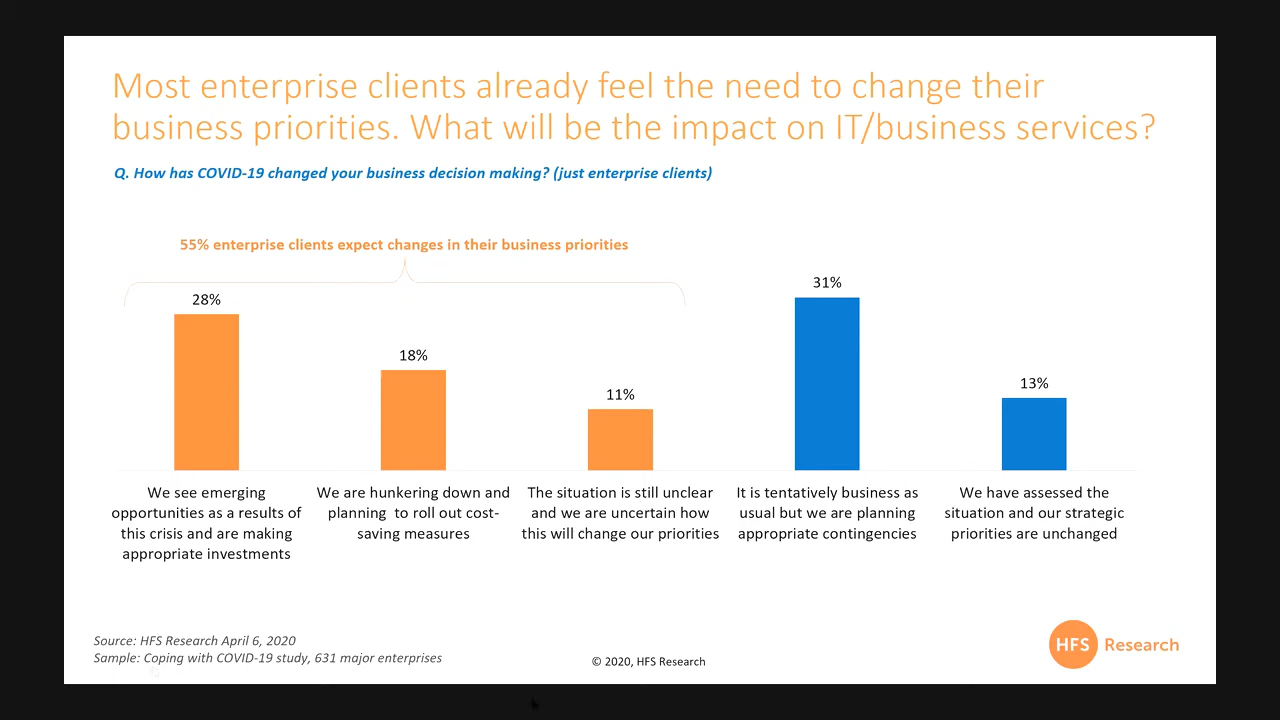 Most enterprise clients already feel the need to change their
business priorities. What will be the impact on IT/business services?
Q. How has COVID-19 changed your business decision making? (just enterprise clients)
55% enterprise clients expect changes in their business priorities
28%
18%
11%
31%
13%
We see emerging
opportunities as a results of
this crisis and are making
appropriate investments
We are hunkering down and
planning to roll out cost-
saving measures
The situation is still unclear
and we are uncertain how
this will change our priorities
It is tentatively business as
usual but we are planning
appropriate contingencies
We have assessed the
situation and our strategic
priorities are unchanged
Source: HFS Research April 6, 2020
Sample: Coping with COVID-19 study, 631 major enterprises
© 2020, HFS Research
HFS Research